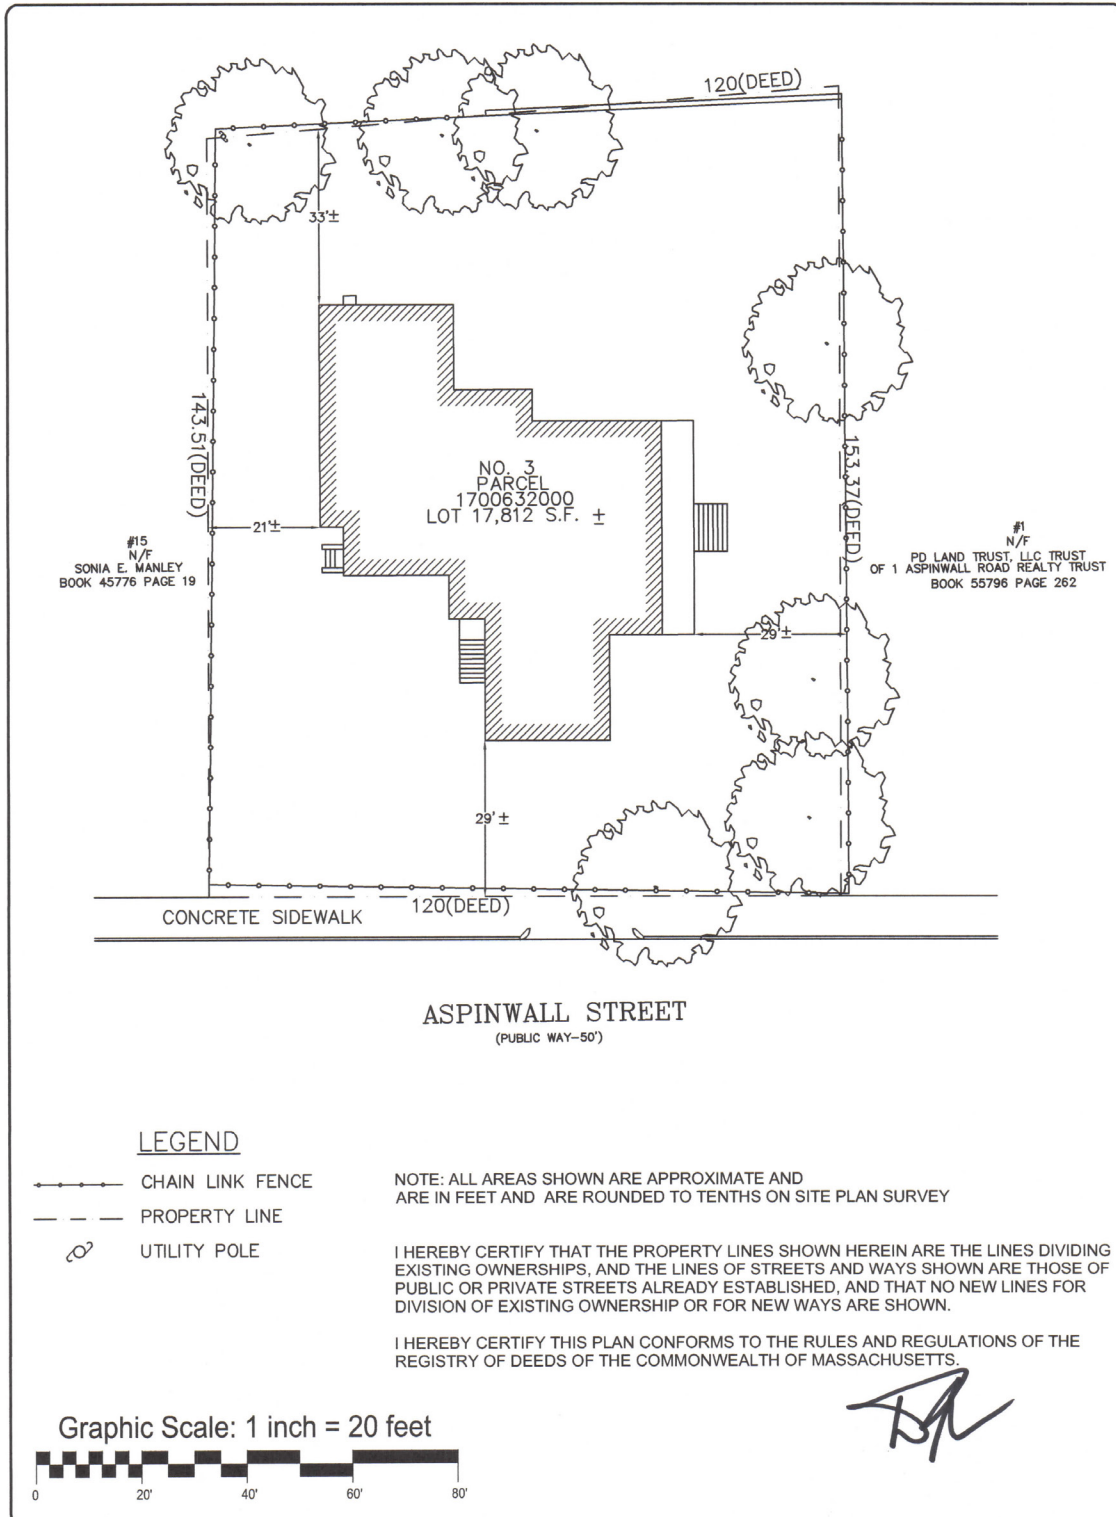 120(DEED)
33'±
143.51(DEED)
NO. 3
PARCEL
1700632000
LOT 17,812 S.F. ±
153.37(DEED)
21'±
#15
N/F
SONIA E. MANLEY
BOOK 45776 PAGE 19
#1
N/F
PD LAND TRUST, LLC TRUST
OF 1 ASPINWALL ROAD REALTY TRUST
BOOK 55796 PAGE 262
29'±
29'±
120(DEED)
CONCRETE SIDEWALK
ASPINWALL STREET
(PUBLIC WAY-50')
LEGEND
CHAIN LINK FENCE
PROPERTY LINE
UTILITY POLE
NOTE: ALL AREAS SHOWN ARE APPROXIMATE AND
ARE IN FEET AND ARE ROUNDED TO TENTHS ON SITE PLAN SURVEY
I HEREBY CERTIFY THAT THE PROPERTY LINES SHOWN HEREIN ARE THE LINES DIVIDING
EXISTING OWNERSHIPS, AND THE LINES OF STREETS AND WAYS SHOWN ARE THOSE OF
PUBLIC OR PRIVATE STREETS ALREADY ESTABLISHED, AND THAT NO NEW LINES FOR
DIVISION OF EXISTING OWNERSHIP OR FOR NEW WAYS ARE SHOWN.
I HEREBY CERTIFY THIS PLAN CONFORMS TO THE RULES AND REGULATIONS OF THE
REGISTRY OF DEEDS OF THE COMMONWEALTH OF MASSACHUSETTS.
Graphic Scale: 1 inch = 20 feet
0 20' 40' 60' 80'